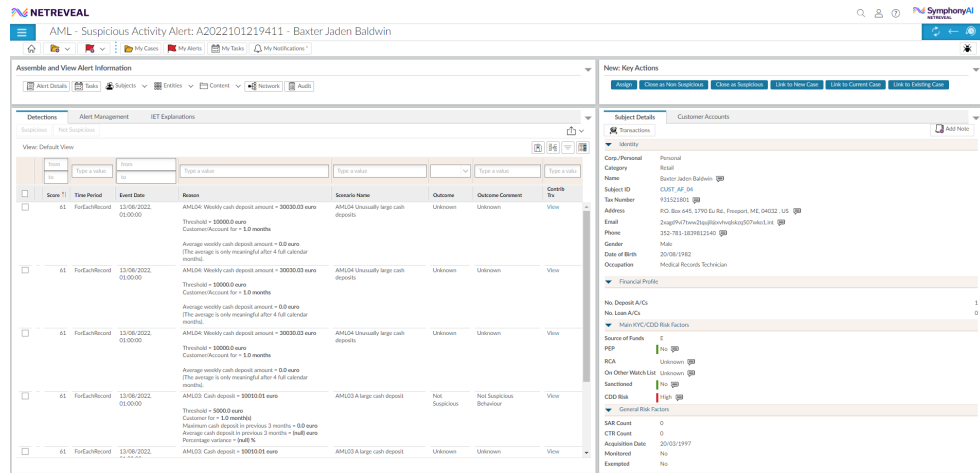 NETREVEAL
SymphonyAI
NETREVEAL
AML - Suspicious Activity Alert: A2022101219411 - Baxter Jaden Baldwin
My Cases My Alerts My Tasks My Notifications
Assemble and View Alert Information
Alert Details Tasks Subjects Entities Content Network Audit
New: Key Actions
Assign Close as Non Suspicious Close as Suspicious Link to New Case Link to Current Case Link to Existing Case
Detections Alert Management IET Explanations
Suspicious Not Suspicious
View: Default View
from from
Type a value Type a value Type a value Type a value Type a valu
to to
Score Time Period Event Date Reason Scenario Name Outcome Outcome Comment Contrib Trx
61 ForEachRecord 13/08/2022, 01:00:00 AML04: Weekly cash deposit amount = 30030.03 euro AML04 Unusually large cash deposits Unknown Unknown View
Threshold = 10000.0 euro
Customer/Account for = 1.0 months
Average weekly cash deposit amount = 0.0 euro
(The average is only meaningful after 4 full calendar
months).
61 ForEachRecord 13/08/2022, 01:00:00 AML04: Weekly cash deposit amount = 30030.03 euro AML04 Unusually large cash deposits Unknown Unknown View
Threshold = 10000.0 euro
Customer/Account for = 1.0 months
Average weekly cash deposit amount = 0.0 euro
(The average is only meaningful after 4 full calendar
months).
61 ForEachRecord 13/08/2022, 01:00:00 AML04: Weekly cash deposit amount = 30030.03 euro AML04 Unusually large cash deposits Unknown Unknown View
Threshold = 10000.0 euro
Customer/Account for = 1.0 months
Average weekly cash deposit amount = 0.0 euro
(The average is only meaningful after 4 full calendar
months).
61 ForEachRecord 13/08/2022, 01:00:00 AML03: Cash deposit = 10010.01 euro AML03 A large cash deposit Not Suspicious Not Suspicious Behaviour View
Threshold = 5000.0 euro
Customer for = 1.0 month(s)
Maximum cash deposit in previous 3 months = 0.0 euro
Average cash deposit in previous 3 months = (null) euro
Percentage variance = (null) %
61 ForEachRecord 13/08/2022, AML03: Cash deposit = 10010.01 euro AML03 A large cash deposit Unknown Unknown View
Subject Details Customer Accounts
Transactions Add Note
Identity
Corp./Personal Personal
Category Retail
Name Baxter Jaden Baldwin
Subject ID CUST_AF_04
Tax Number 931521801
Address P.O. Box 645, 1790 Eu Rd., Freeport, ME, 04032 , US
Email
Phone 352-781-1839812140
Gender Male
Date of Birth 20/08/1982
Occupation Medical Records Technician
Financial Profile
No. Deposit A/Cs 1
No. Loan A/Cs 0
Main KYC/CDD Risk Factors
Source of Funds E
PEP No
RCA Unknown
On Other Watch List Unknown
Sanctioned No
CDD Risk High
General Risk Factors
SAR Count 0
CTR Count 0
Acquisition Date 20/03/1997
Monitored No
Exempted No